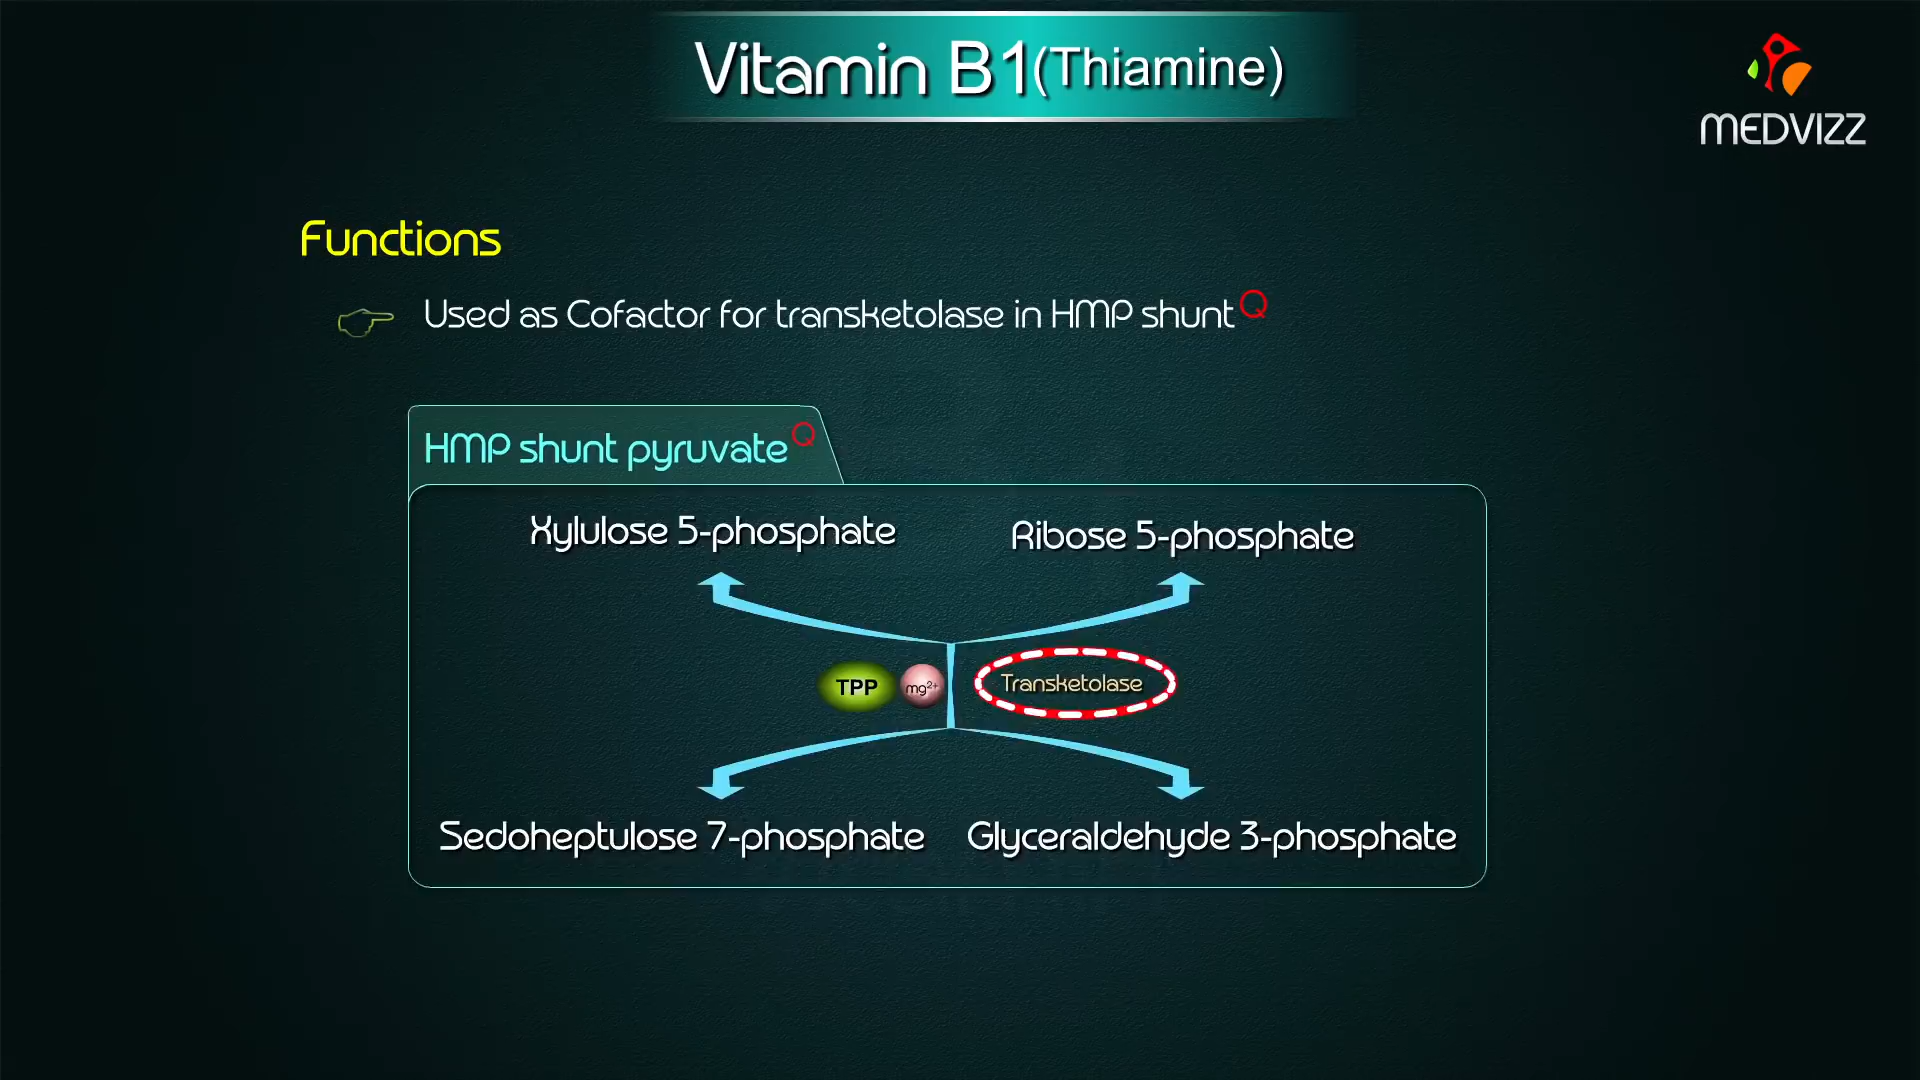 Vitamin B1(Thiamine)
MEDVIZZ
Functions
Used as Cofactor for transketolase in HMP shunt Q
HMP shunt pyruvate Q
Xylulose 5-phosphate
Ribose 5-phosphate
TPP
mg2+
Transketolase
Sedoheptulose 7-phosphate
Glyceraldehyde 3-phosphate